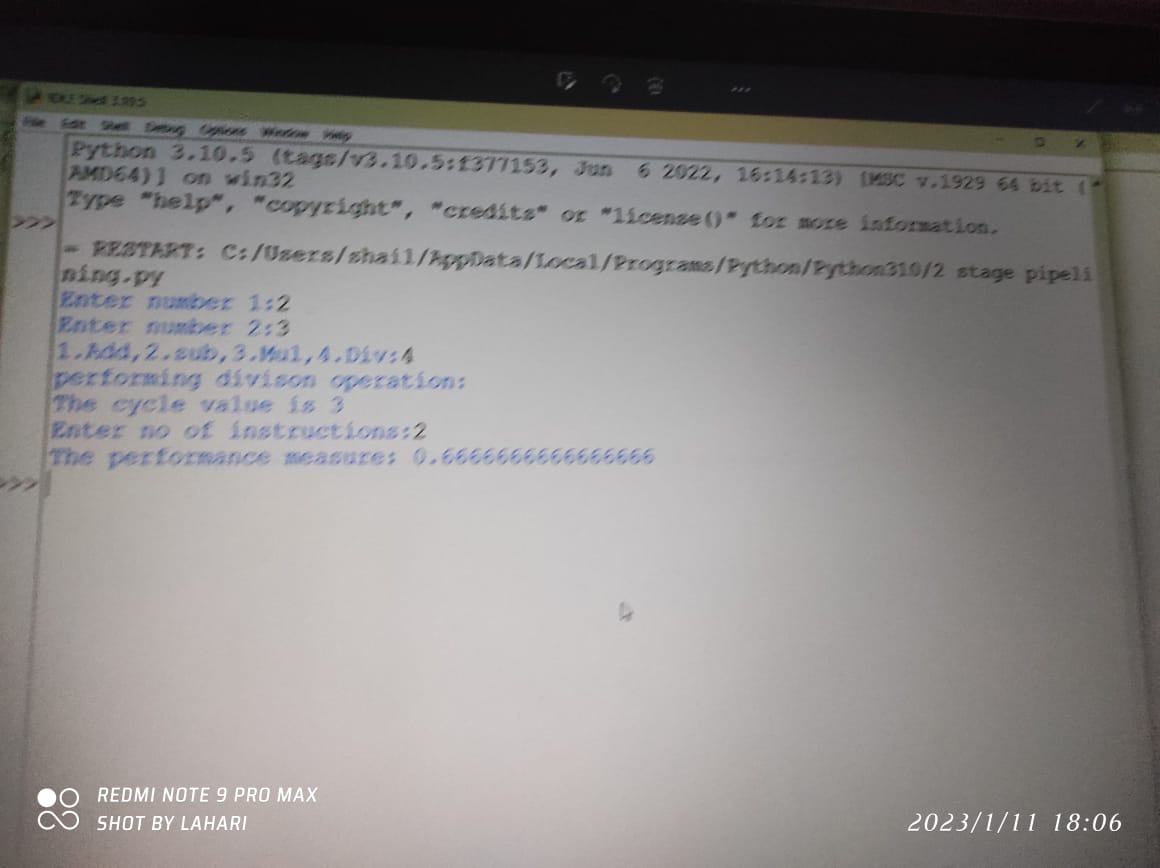 IDLE Shell 3.10.5
File Edit Shell Debug Options Window Help
Python 3.10.5 (tags/v3.10.5:f377153, Jun 6 2022, 16:14:13) [MSC v.1929 64 bit (
AMD64)] on win32
Type "help", "copyright", "credits" or "license()" for more information.
>>>
= RESTART: C:/Users/shail/AppData/Local/Programs/Python/Python310/2 stage pipeli
ning.py
Enter number 1:2
Enter number 2:3
1.Add,2.sub,3.Mul,4.Div:4
performing divison operation:
The cycle value is 3
Enter no of instructions:2
The performance measure: 0.6666666666666666
>>>
REDMI NOTE 9 PRO MAX
SHOT BY LAHARI
2023/1/11 18:06